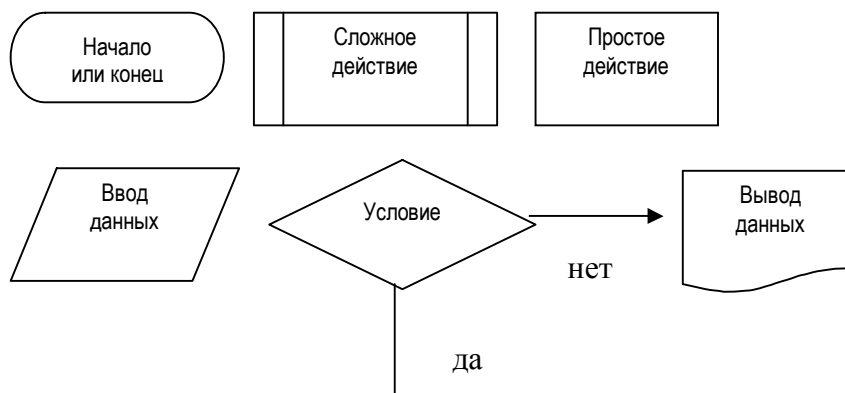 Начало
или конец
Сложное
действие
Простое
действие
Ввод
данных
Условие
нет
Вывод
данных
да